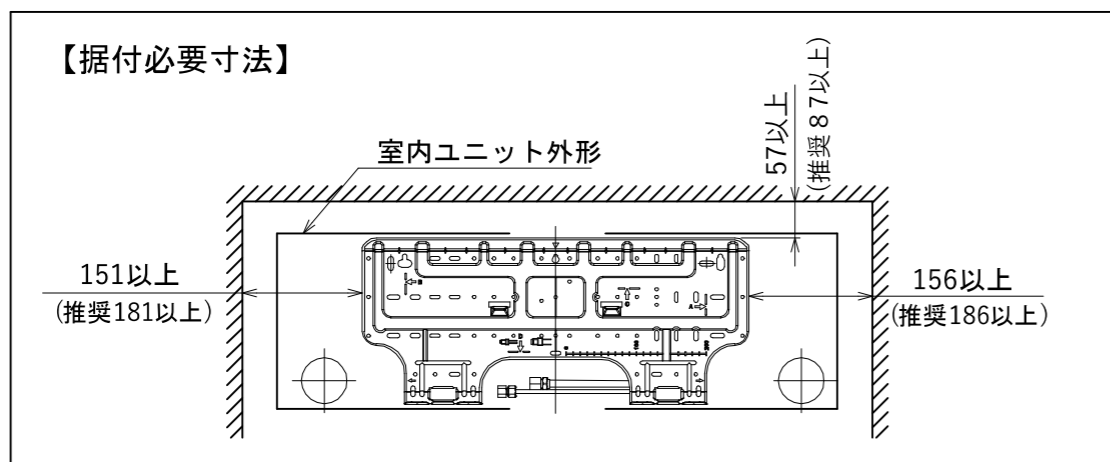 【据付必要寸法】
室内ユニット外形
57以上
(推奨87以上)
151以上
(推奨181以上)
156以上
(推奨186以上)